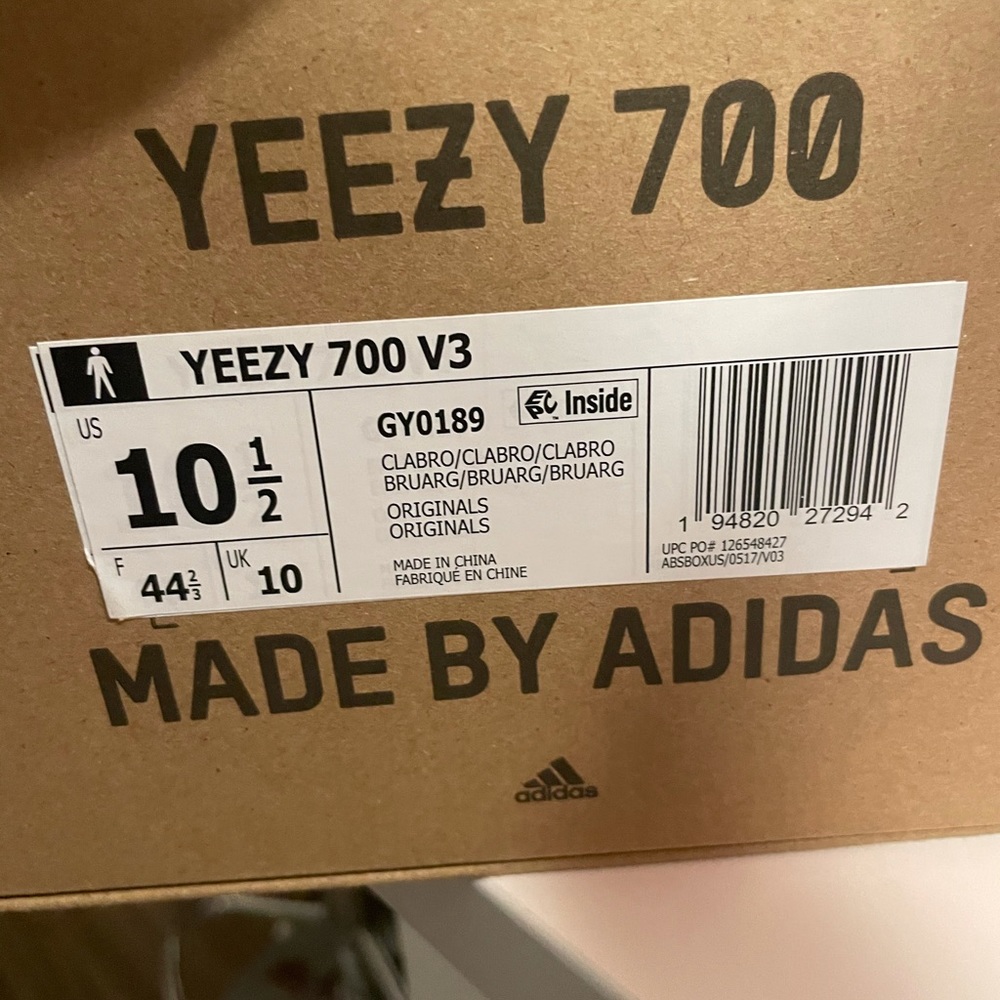 YEEZY 700
YEEZY 700 V3
US
10 1/2
F
44 2/3
UK
10
GY0189
EPC Inside
CLABRO/CLABRO/CLABRO
BRUARG/BRUARG/BRUARG
ORIGINALS
ORIGINALS
MADE IN CHINA
FABRIQUÉ EN CHINE
1 94820 27294 2
UPC PO# 126548427
ABSBOXUS/0517/V03
MADE BY ADIDAS
adidas